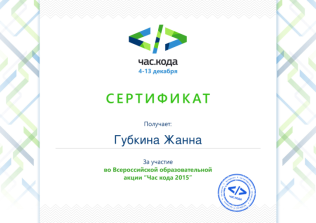 час.кода
4-13 декабря
СЕРТИФИКАТ
Получает:
Губкина Жанна
За участие
во Всероссийской образовательной
акции "Час кода 2015"